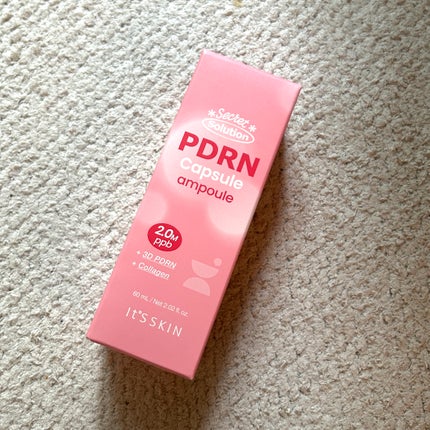 Secret
Solution
PDRN
Capsule
ampoule
2.0M
ppb
+ 3D PDRN
+ Collagen
60 mL / Net 2.02 fl. oz.
It'S SKIN